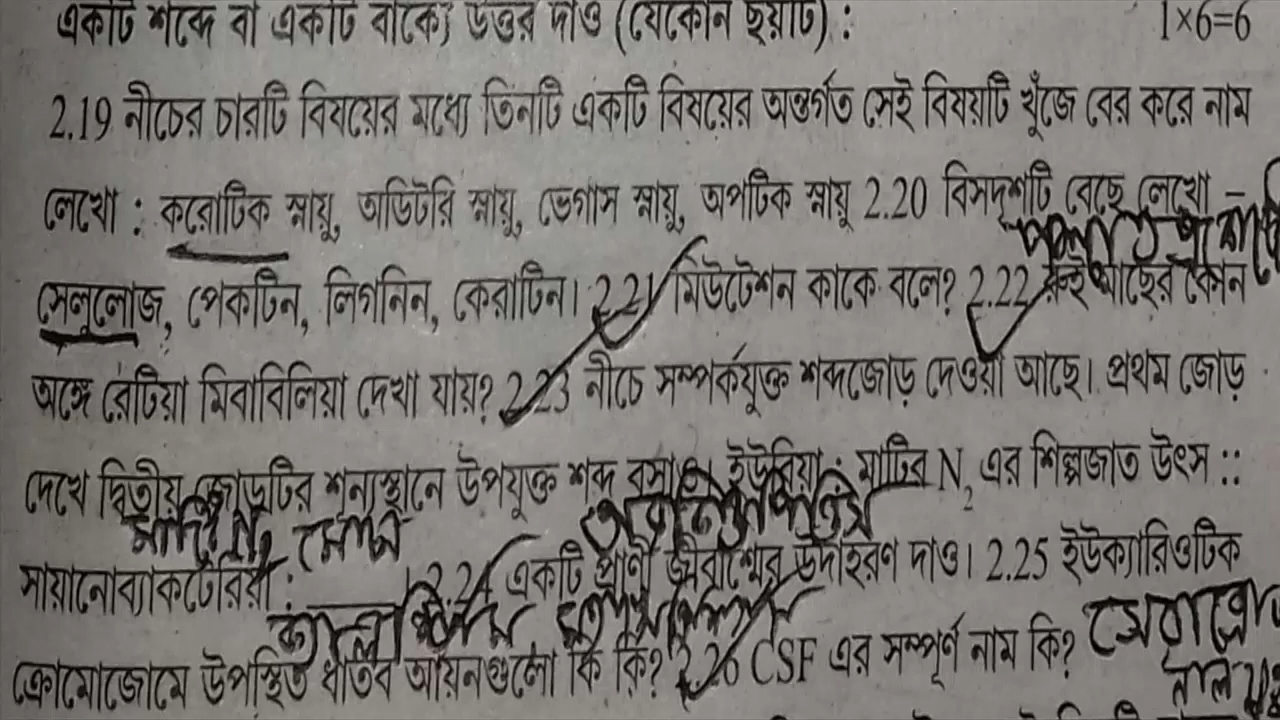 একটি শব্দে বা একটি বাক্যে উত্তর দাও (যেকোন ছয়টি) : 1×6=6
2.19 নীচের চারটি বিষয়ের মধ্যে তিনটি একটি বিষয়ের অন্তর্গত সেই বিষয়টি খুঁজে বের করে নাম
লেখো : করোটিক স্নায়ু, অডিটরি স্নায়ু, ভেগাস স্নায়ু, অপটিক স্নায়ু 2.20 বিসদৃশটি বেছে লেখো –
সেলুলোজ, পেকটিন, লিগনিন, কেরাটিন। 2.21 মিউটেশন কাকে বলে? 2.22 রুই মাছের কোন
অঙ্গে রেটিয়া মিরাবিলিয়া দেখা যায়? 2.23 নীচে সম্পর্কযুক্ত শব্দজোড় দেওয়া আছে। প্রথম জোড়
দেখে দ্বিতীয় জোড়টির শূন্যস্থানে উপযুক্ত শব্দ বসাও। ইউরিয়া : মাটির N₂ এর শিল্পজাত উৎস ::
সায়ানোব্যাকটেরিয়া : 2.24 একটি প্রাণী জীবাশ্মের উদাহরণ দাও। 2.25 ইউক্যারিওটিক
ক্রোমোজোমে উপস্থিত ধাতব আয়নগুলো কি কি? 2.26 CSF এর সম্পূর্ণ নাম কি?